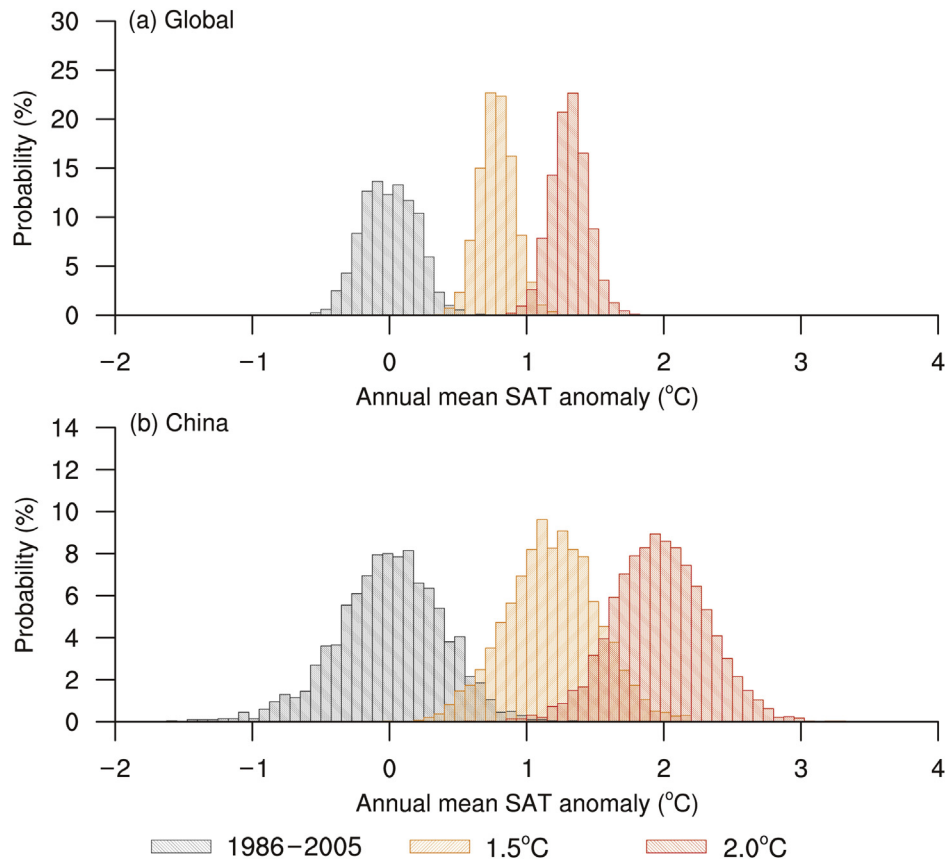 (a) Global
30
25
20
15
10
5
0
Probability (%)
−2 −1 0 1 2 3 4
Annual mean SAT anomaly (°C)
(b) China
14
12
10
8
6
4
2
0
Probability (%)
−2 −1 0 1 2 3 4
Annual mean SAT anomaly (°C)
1986−2005 1.5°C 2.0°C